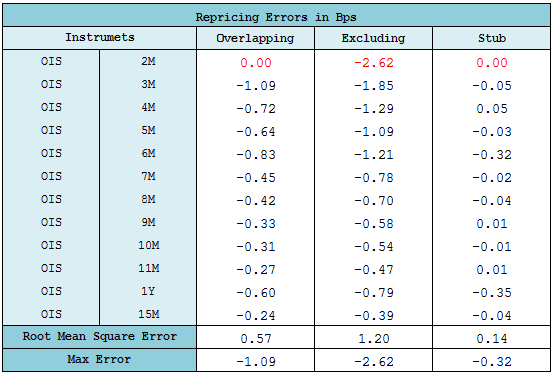 Repricing Errors in Bps
Instrumets Overlapping Excluding Stub
OIS 2M 0.00 -2.62 0.00
OIS 3M -1.09 -1.85 -0.05
OIS 4M -0.72 -1.29 0.05
OIS 5M -0.64 -1.09 -0.03
OIS 6M -0.83 -1.21 -0.32
OIS 7M -0.45 -0.78 -0.02
OIS 8M -0.42 -0.70 -0.04
OIS 9M -0.33 -0.58 0.01
OIS 10M -0.31 -0.54 -0.01
OIS 11M -0.27 -0.47 0.01
OIS 1Y -0.60 -0.79 -0.35
OIS 15M -0.24 -0.39 -0.04
Root Mean Square Error 0.57 1.20 0.14
Max Error -1.09 -2.62 -0.32